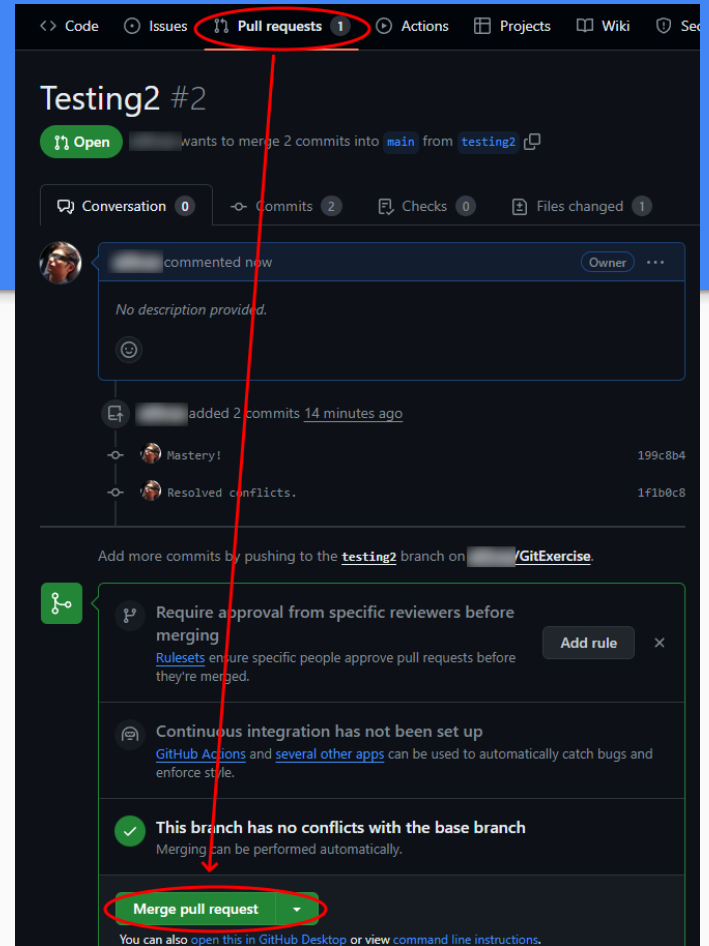 Code Issues Pull requests 1 Actions Projects Wiki Sec
Testing2 #2
Open wants to merge 2 commits into main from testing2
Conversation 0 Commits 2 Checks 0 Files changed 1
commented now Owner
No description provided.
added 2 commits 14 minutes ago
Mastery! 199c8b4
Resolved conflicts. 1f1b0c8
Add more commits by pushing to the testing2 branch on /GitExercise.
Require approval from specific reviewers before
merging
Add rule
Rulesets ensure specific people approve pull requests before
they're merged.
Continuous integration has not been set up
GitHub Actions and several other apps can be used to automatically catch bugs and
enforce style.
This branch has no conflicts with the base branch
Merging can be performed automatically.
Merge pull request
You can also open this in GitHub Desktop or view command line instructions.